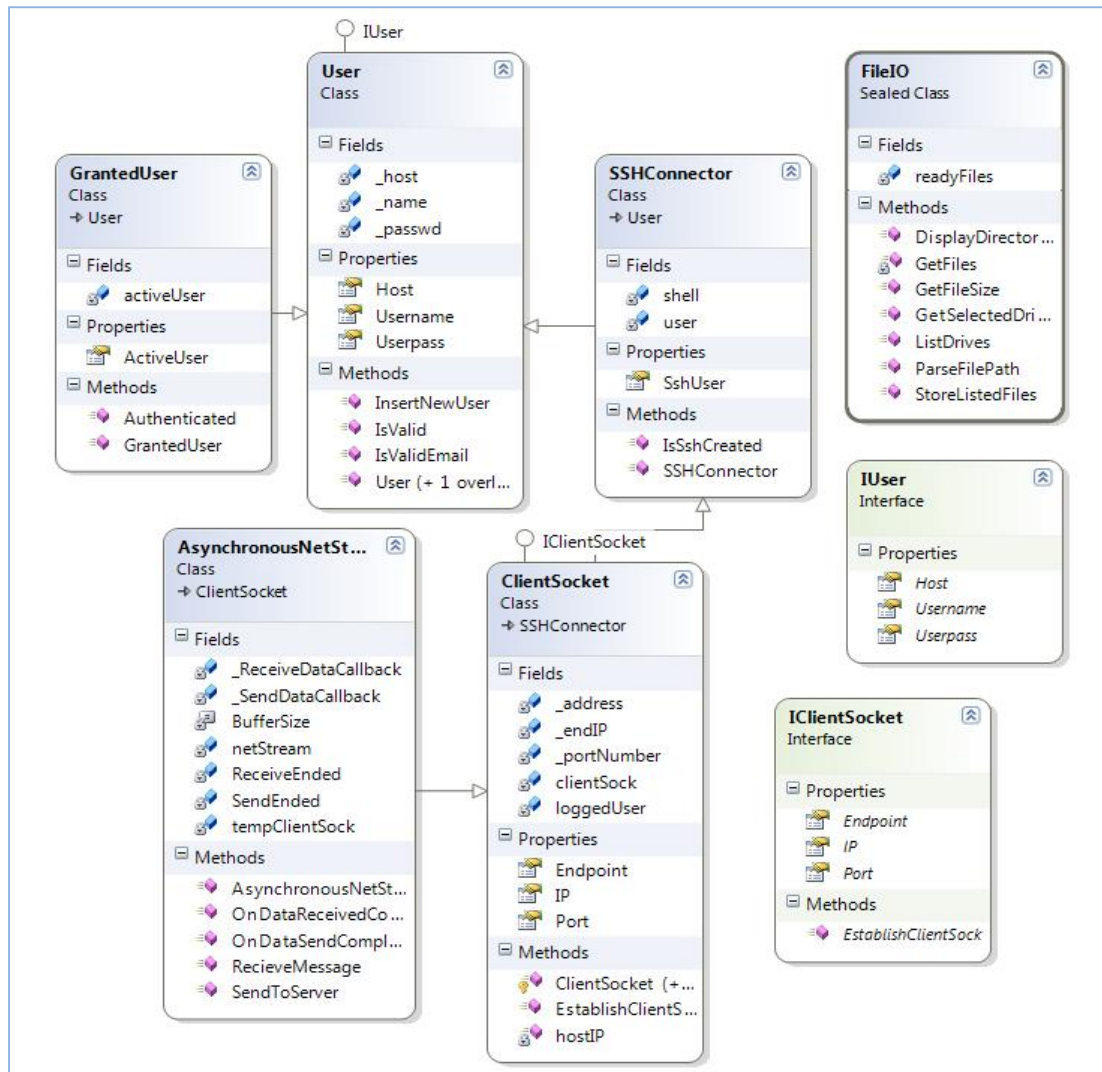 IUser
User
Class
Fields
_host
_name
_passwd
Properties
Host
Username
Userpass
Methods
InsertNewUser
IsValid
IsValidEmail
User (+ 1 overl...
GrantedUser
Class
User
Fields
activeUser
Properties
ActiveUser
Methods
Authenticated
GrantedUser
SSHConnector
Class
User
Fields
shell
user
Properties
SshUser
Methods
IsSshCreated
SSHConnector
FileIO
Sealed Class
Fields
readyFiles
Methods
DisplayDirector...
GetFiles
GetFileSize
GetSelectedDri...
ListDrives
ParseFilePath
StoreListedFiles
IUser
Interface
Properties
Host
Username
Userpass
AsynchronousNetSt...
Class
ClientSocket
Fields
_ReceiveDataCallback
_SendDataCallback
BufferSize
netStream
ReceiveEnded
SendEnded
tempClientSock
Methods
AsynchronousNetSt...
OnDataReceivedCo...
OnDataSendCompl...
RecieveMessage
SendToServer
IClientSocket
ClientSocket
Class
SSHConnector
Fields
_address
_endIP
_portNumber
clientSock
loggedUser
Properties
Endpoint
IP
Port
Methods
ClientSocket (+...
EstablishClientS...
hostIP
IClientSocket
Interface
Properties
Endpoint
IP
Port
Methods
EstablishClientSock